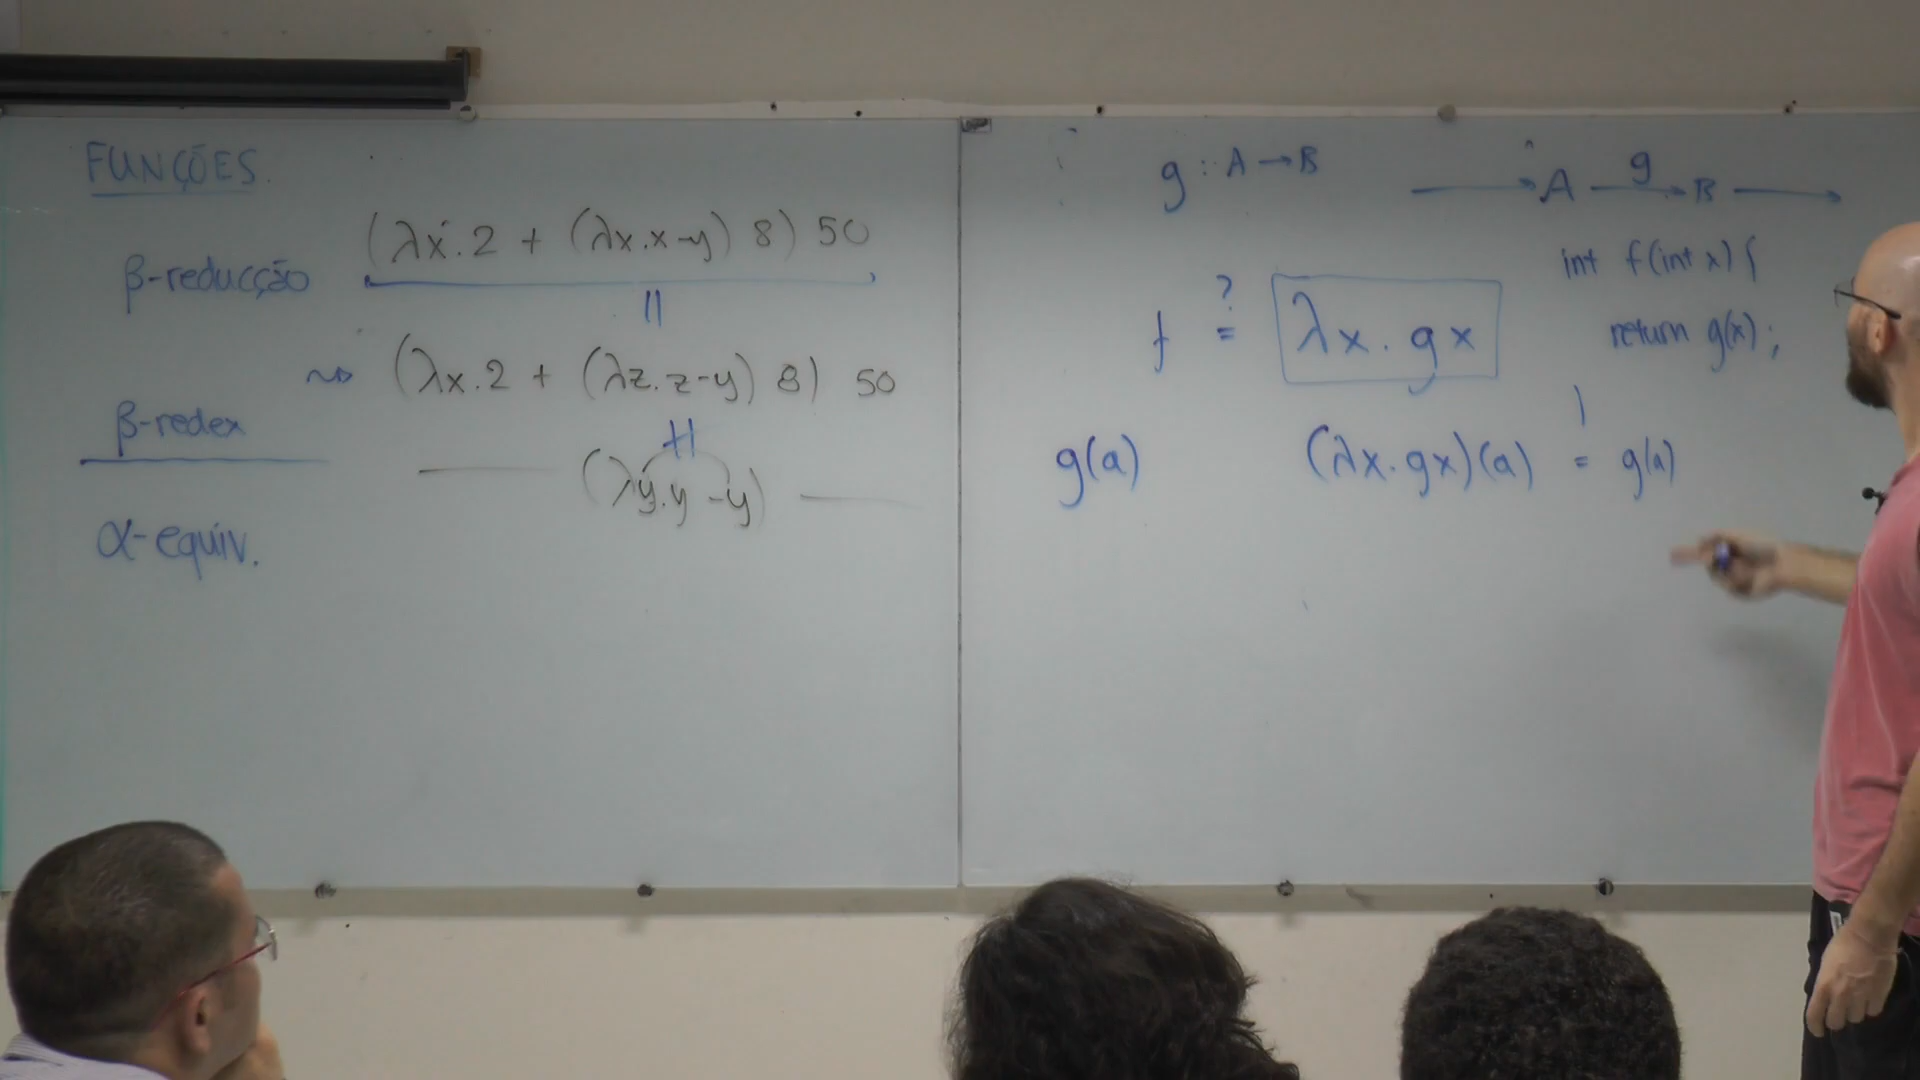 FUNÇÕES.
β-reducção
(λx.2 + (λx.x-y) 8) 50
=
⇝ (λx.2 + (λz.z-y) 8) 50
β-redex
≠
(λy.y-y)
α-equiv.
g : A → B
→ A g→ B →
int f(int x) {
return g(x);
}
f ?= λx.gx
g(a)
(λx.gx)(a) = g(a)